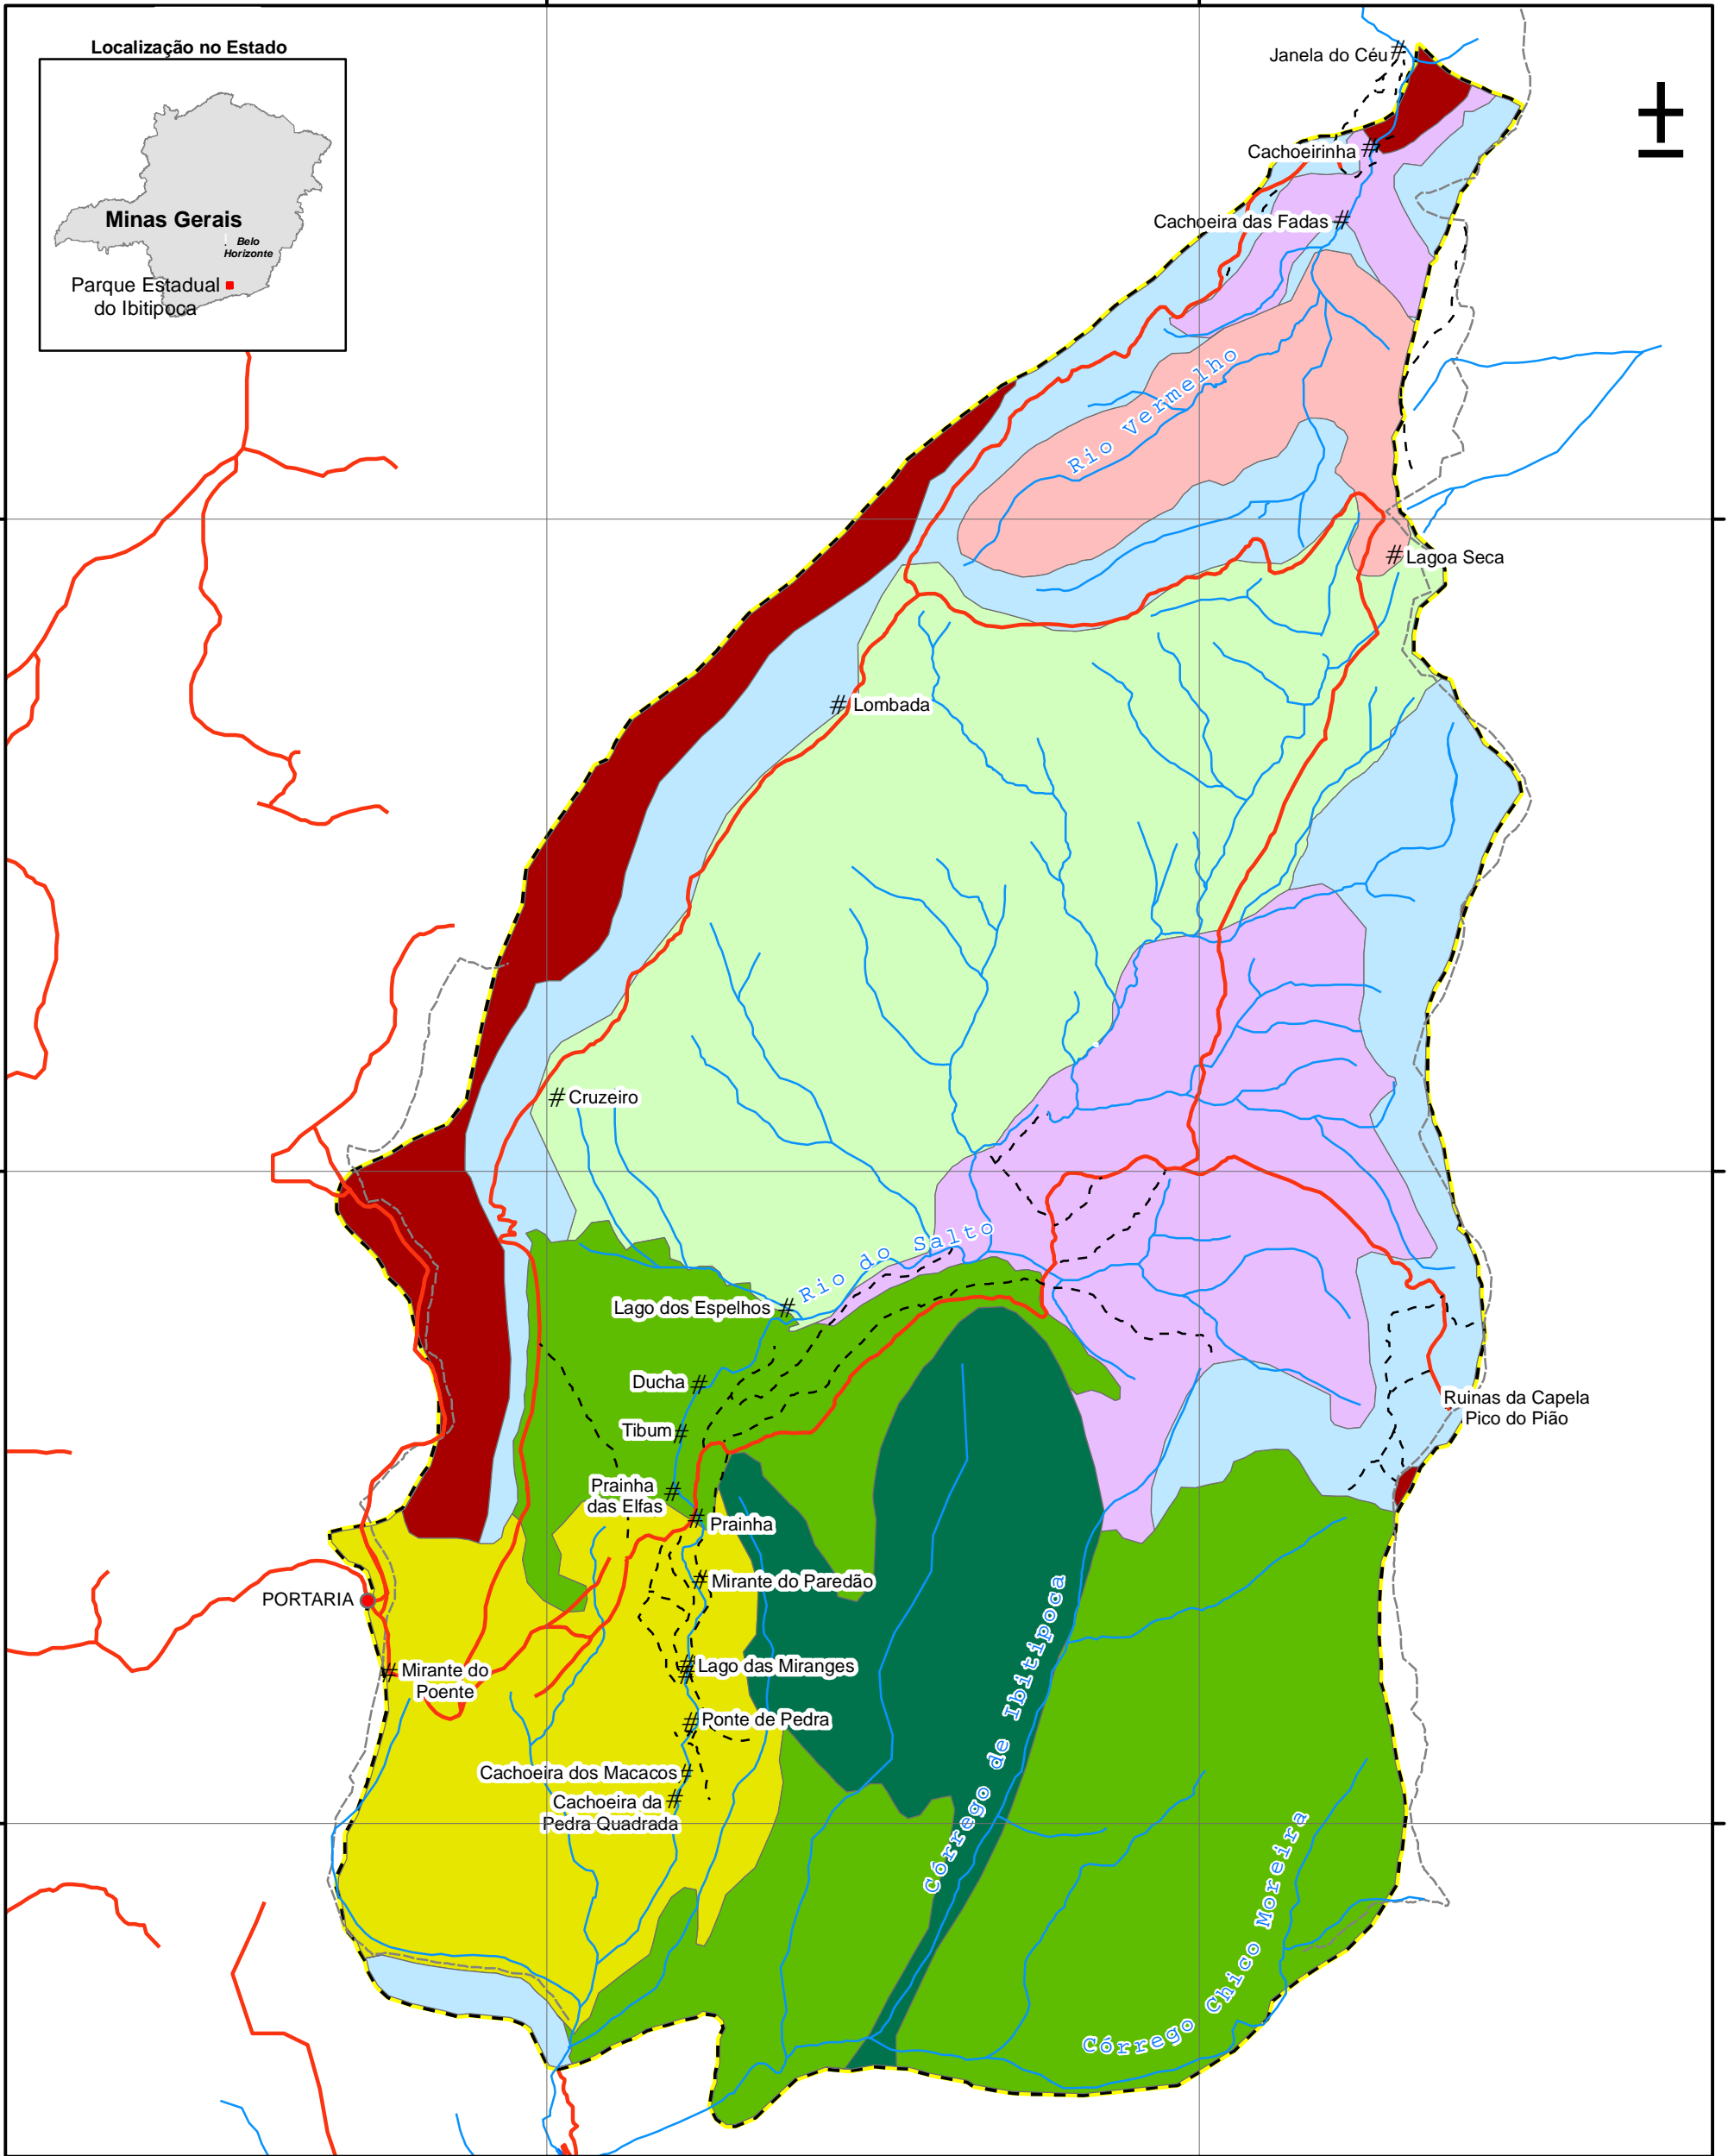 Localização no Estado
Minas Gerais
Belo
Horizonte
Parque Estadual
do Ibitipoca
Janela do Céu
Cachoeirinha
Cachoeira das Fadas
Rio Vermelho
Lagoa Seca
Lombada
Cruzeiro
Rio do Salto
Lago dos Espelhos
Ducha
Tibum
Ruinas da Capela
Pico do Pião
Prainha
das Elfas
Prainha
Mirante do Paredão
PORTARIA
Mirante do
Poente
Lago das Miranges
Ponte de Pedra
Cachoeira dos Macacos
Cachoeira da
Pedra Quadrada
Córrego de Ibitipoca
Córrego Chico Moreira